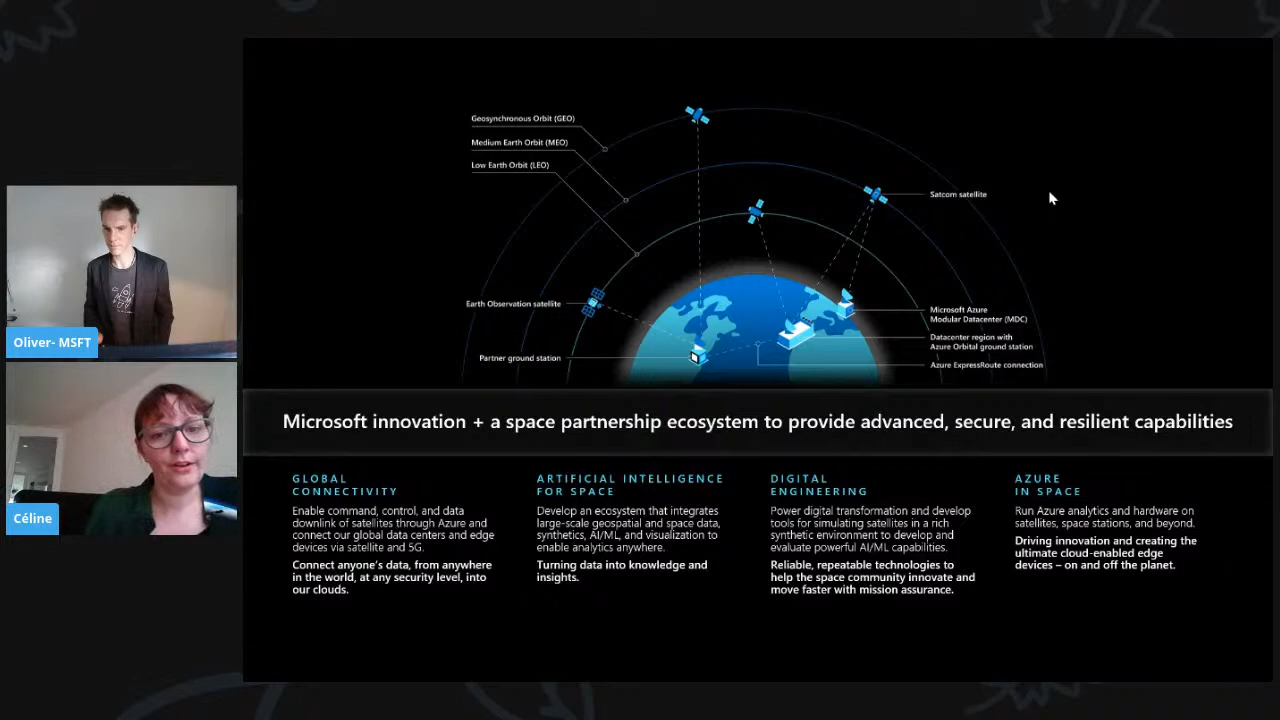 Geosynchronous Orbit (GEO)
Medium Earth Orbit (MEO)
Low Earth Orbit (LEO)
Satcom satellite
Earth Observation satellite
Microsoft Azure
Modular Datacenter (MDC)
Datacenter region with
Azure Orbital ground station
Partner ground station
Azure ExpressRoute connection
Oliver- MSFT
Céline
Microsoft innovation + a space partnership ecosystem to provide advanced, secure, and resilient capabilities
GLOBAL
CONNECTIVITY
Enable command, control, and data
downlink of satellites through Azure and
connect our global data centers and edge
devices via satellite and 5G.
Connect anyone's data, from anywhere
in the world, at any security level, into
our clouds.
ARTIFICIAL INTELLIGENCE
FOR SPACE
Develop an ecosystem that integrates
large-scale geospatial and space data,
synthetics, AI/ML, and visualization to
enable analytics anywhere.
Turning data into knowledge and
insights.
DIGITAL
ENGINEERING
Power digital transformation and develop
tools for simulating satellites in a rich
synthetic environment to develop and
evaluate powerful AI/ML capabilities.
Reliable, repeatable technologies to
help the space community innovate and
move faster with mission assurance.
AZURE
IN SPACE
Run Azure analytics and hardware on
satellites, space stations, and beyond.
Driving innovation and creating the
ultimate cloud-enabled edge
devices – on and off the planet.